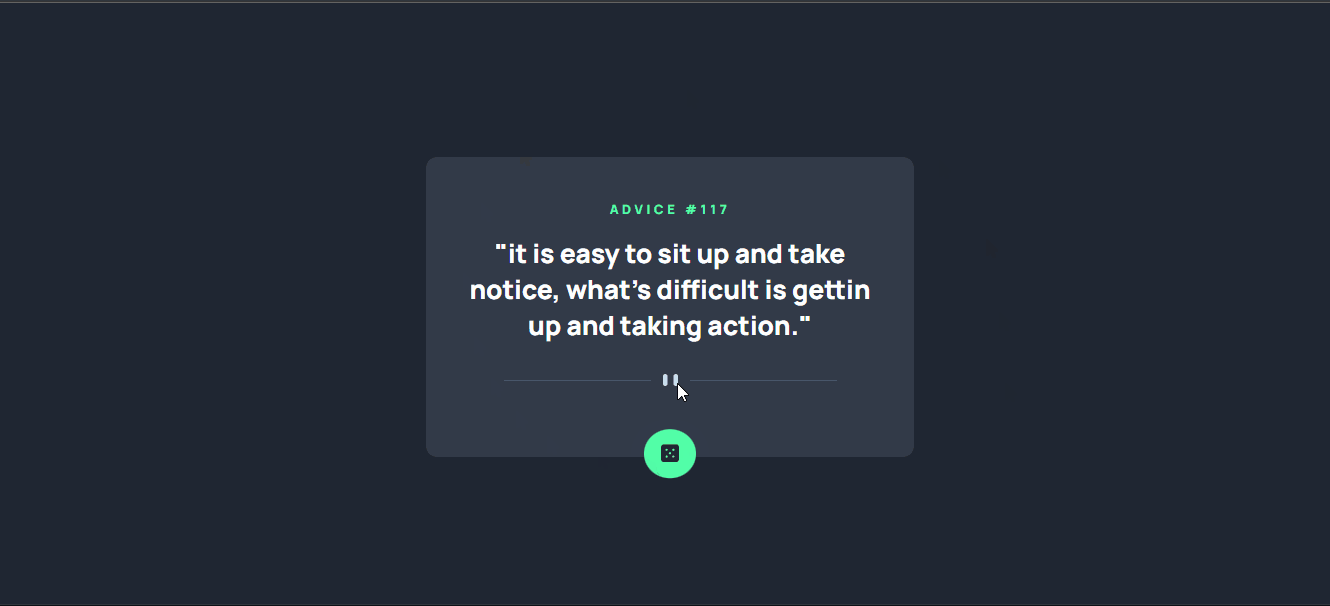 ADVICE #117
"it is easy to sit up and take
notice, what's difficult is gettin
up and taking action."